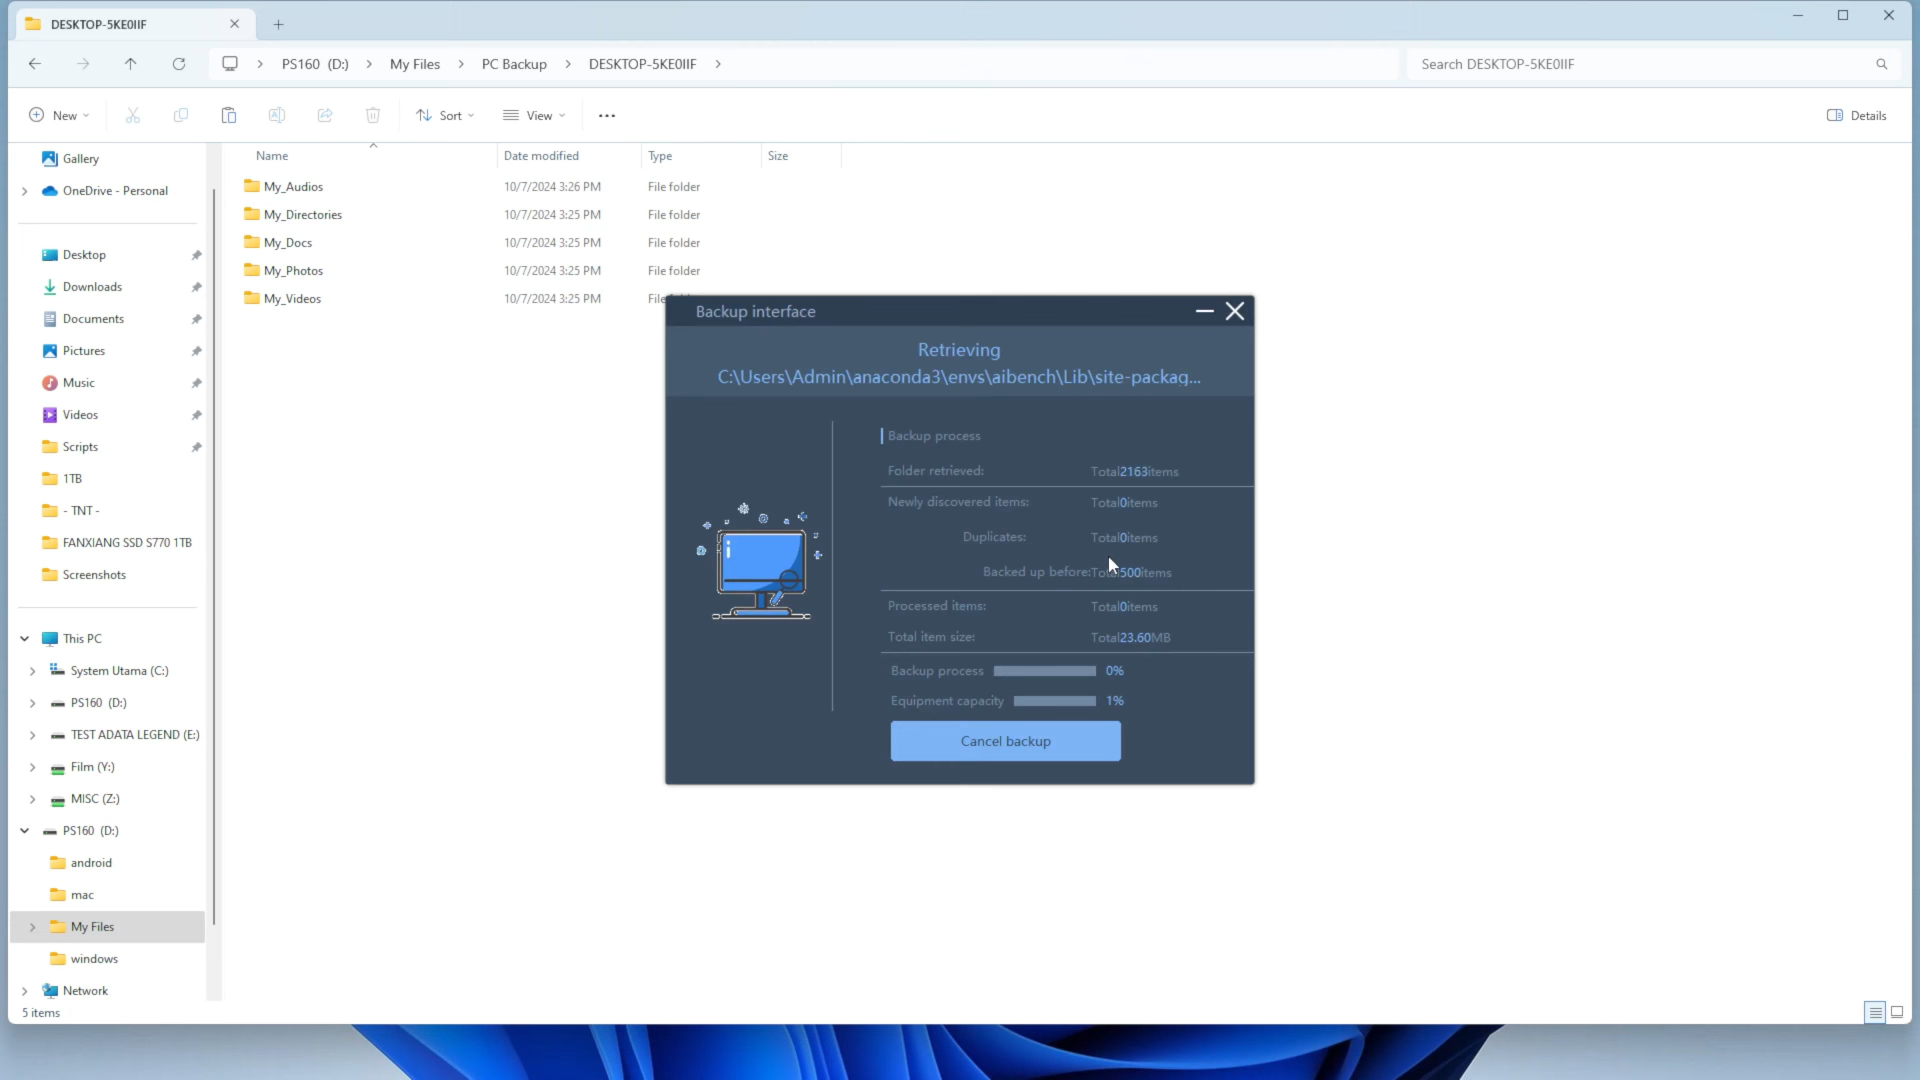 DESKTOP-5KE0IIF
PS160 (D:) > My Files > PC Backup > DESKTOP-5KE0IIF >
Search DESKTOP-5KE0IIF
New
Sort
View
Details
Gallery
OneDrive - Personal
Desktop
Downloads
Documents
Pictures
Music
Videos
Scripts
1TB
- TNT -
FANXIANG SSD S770 1TB
Screenshots
This PC
System Utama (C:)
PS160 (D:)
TEST ADATA LEGEND (E:)
Film (Y:)
MISC (Z:)
PS160 (D:)
android
mac
My Files
windows
Network
5 items
Name Date modified Type Size
My_Audios 10/7/2024 3:26 PM File folder
My_Directories 10/7/2024 3:25 PM File folder
My_Docs 10/7/2024 3:25 PM File folder
My_Photos 10/7/2024 3:25 PM File folder
My_Videos 10/7/2024 3:25 PM File
Backup interface
Retrieving
C:\Users\Admin\anaconda3\envs\aibench\Lib\site-packag...
Backup process
Folder retrieved: Total2163items
Newly discovered items: Total0items
Duplicates: Total0items
Backed up before:Total500items
Processed items: Total0items
Total item size: Total23.60MB
Backup process 0%
Equipment capacity 1%
Cancel backup